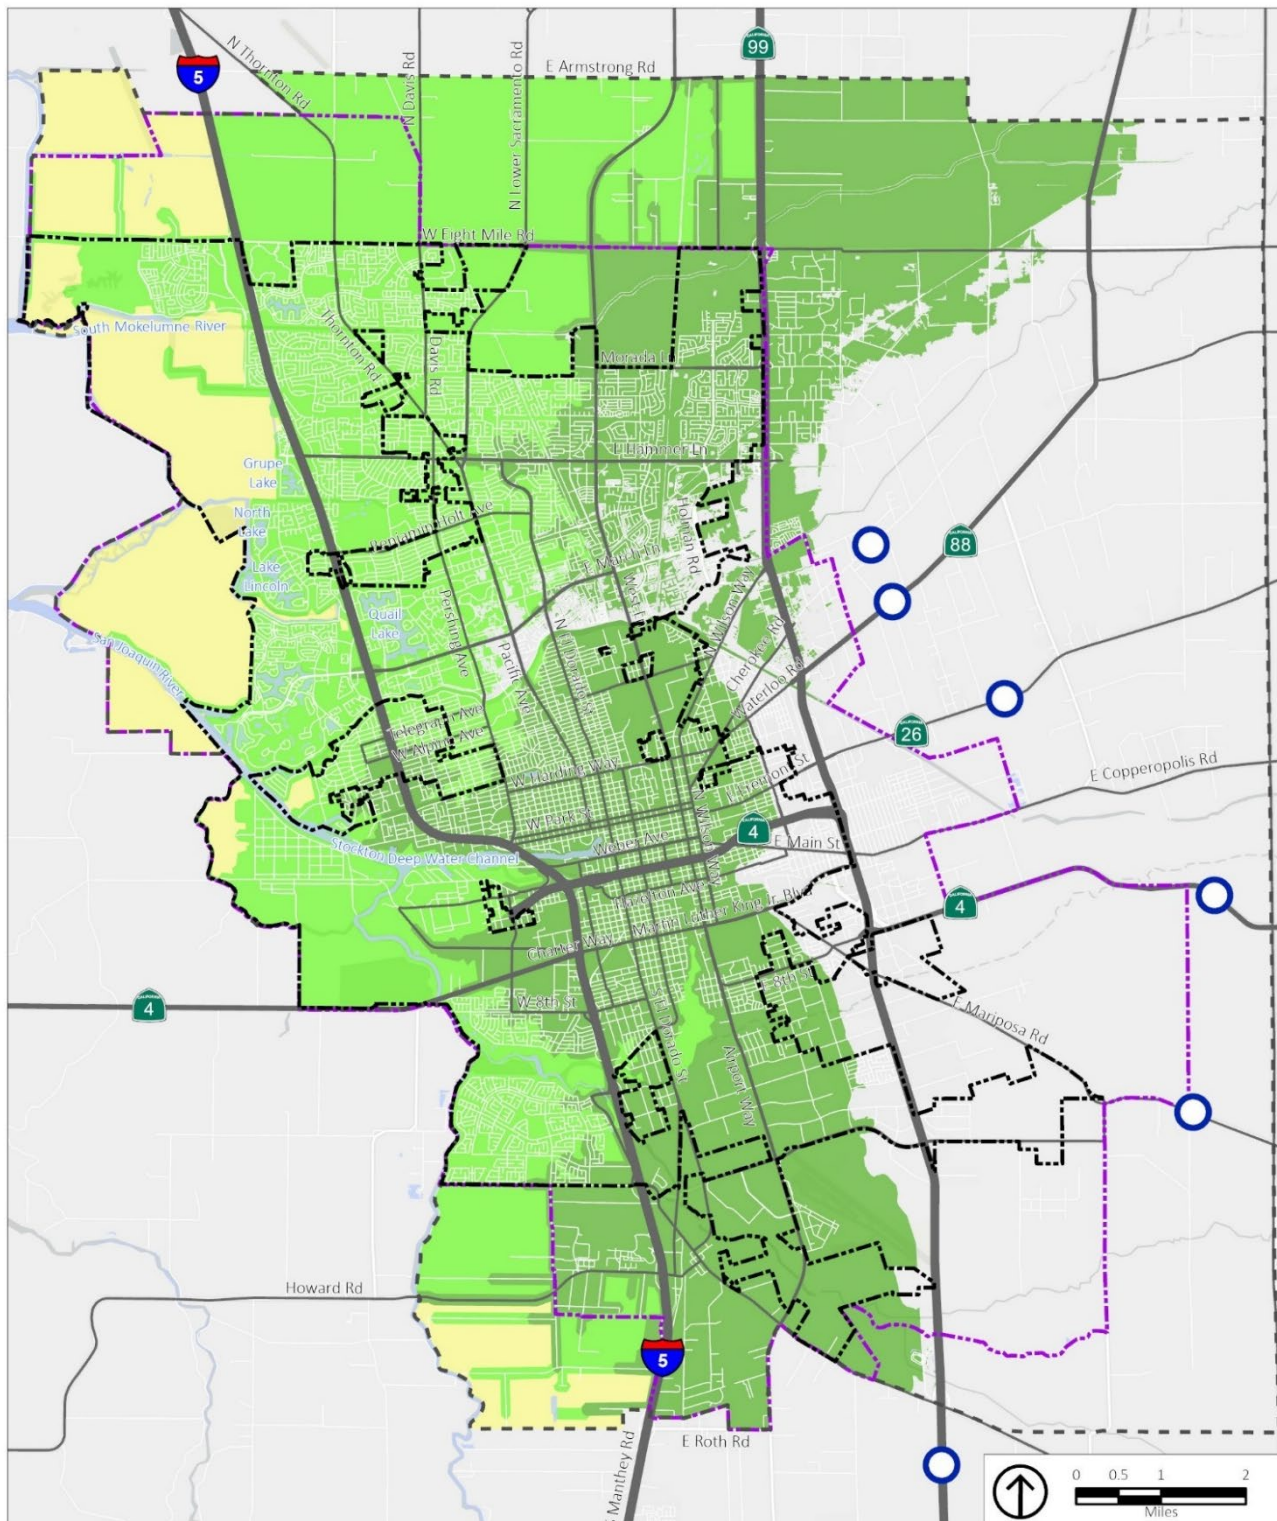 99
5
N Thornton Rd
N Davis Rd
N Lower Sacramento Rd
E Armstrong Rd
W Eight Mile Rd
South Mokelumne River
Thornton Rd
Davis Rd
Morada Ln
E Hammer Ln
Grupe
Lake
North
Lake
Benjamin Holt Ave
Holman Rd
88
E March Ln
Lake
Lincoln
Quail
Lake
Pershing Ave
Pacific Ave
N El Dorado St
West Ln
N Wilson Way
Cherokee Rd
Waterloo Rd
San Joaquin River
Telegraph Ave
W Alpine Ave
26
W Harding Way
E Fremont St
E Copperopolis Rd
W Park St
N Wilson Way
4
Weber Ave
E Main St
Stockton Deep Water Channel
Hazelton Ave
Martin Luther King Jr. Blvd
4
Charter Way
E 8th St
W 8th St
4
E Mariposa Rd
El Dorado St
Airport Way
Howard Rd
5
E Roth Rd
S Manthey Rd
0 0.5 1 2
Miles